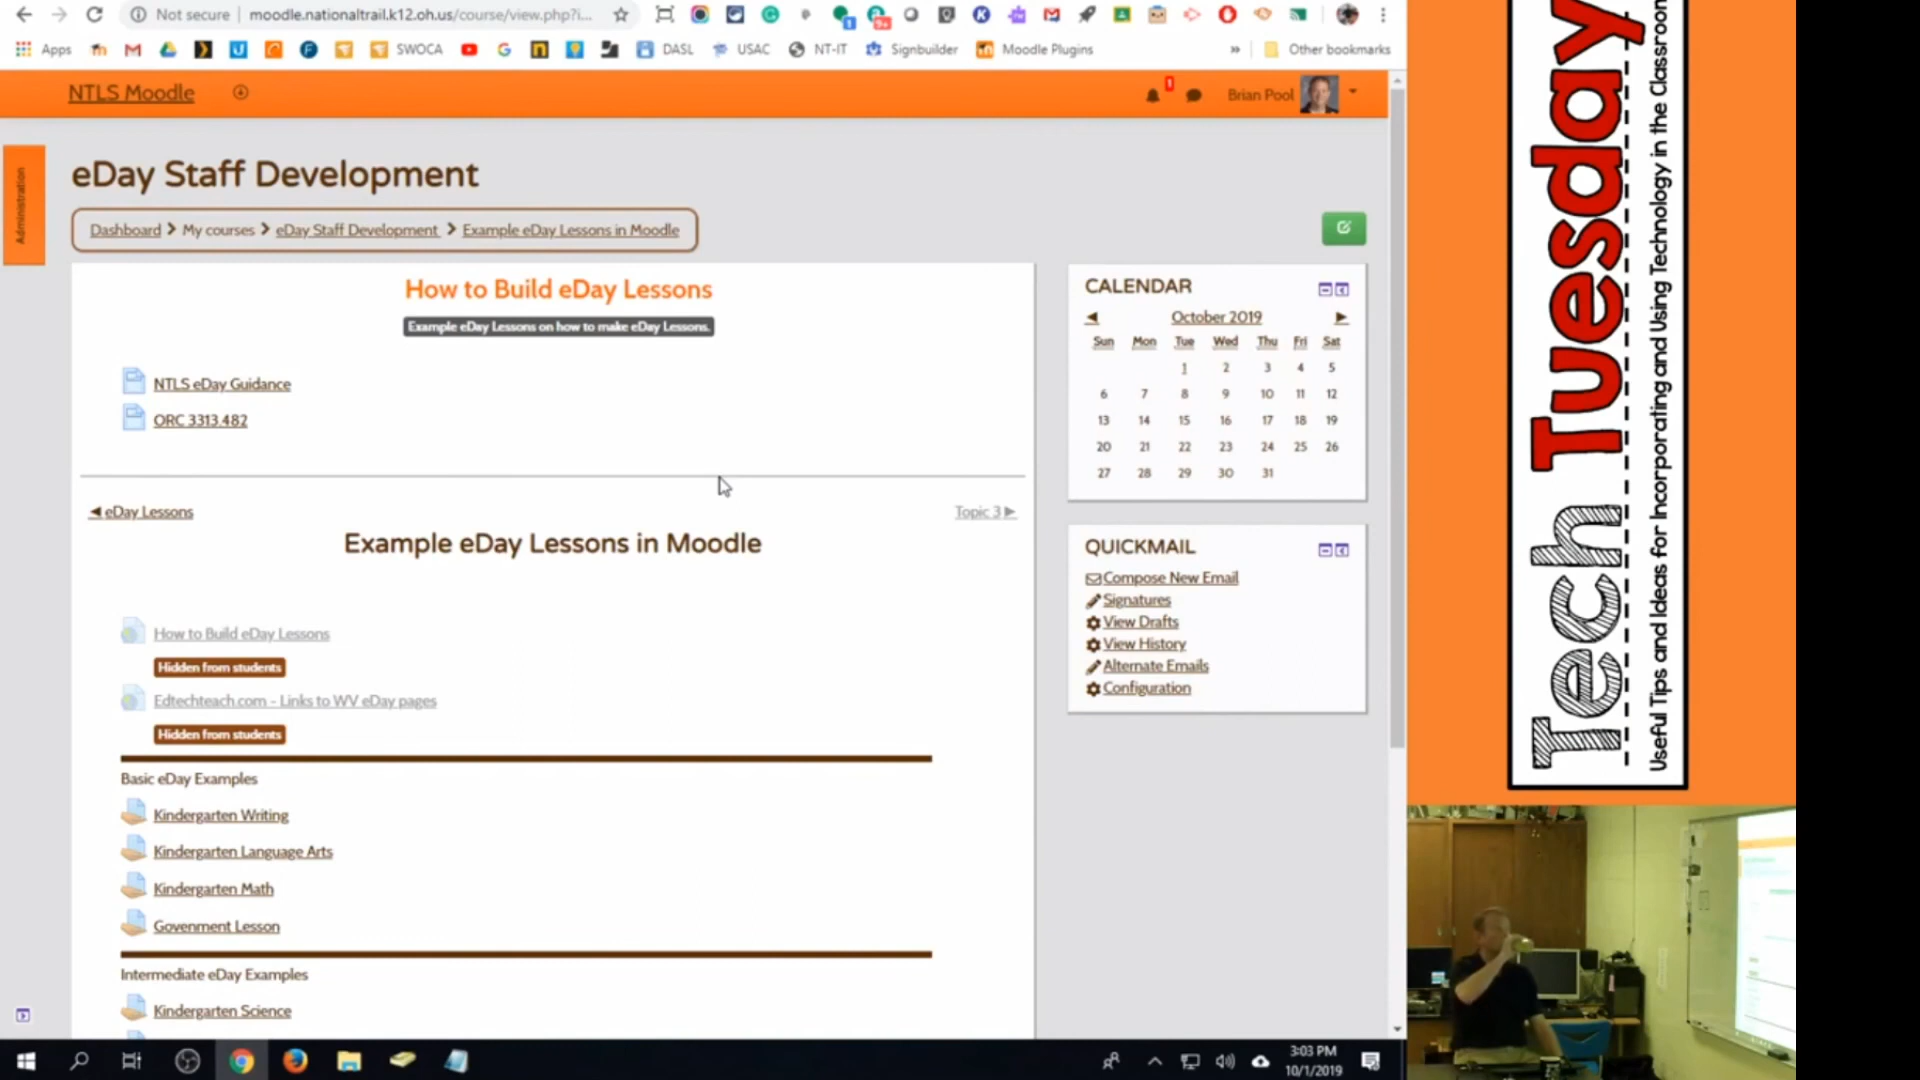 Not secure | moodle.nationaltrail.k12.oh.us/course/view.php?i...
Apps SWOCA DASL USAC NT-IT Signbuilder Moodle Plugins » Other bookmarks
NTLS Moodle
1
Brian Pool
Administration
eDay Staff Development
Dashboard My courses eDay Staff Development Example eDay Lessons in Moodle
How to Build eDay Lessons
Example eDay Lessons on how to make eDay Lessons.
NTLS eDay Guidance
ORC 3313.482
◄ eDay Lessons
Topic 3 ►
Example eDay Lessons in Moodle
How to Build eDay Lessons
Hidden from students
Edtechteach.com - Links to WV eDay pages
Hidden from students
Basic eDay Examples
Kindergarten Writing
Kindergarten Language Arts
Kindergarten Math
Govenment Lesson
Intermediate eDay Examples
Kindergarten Science
CALENDAR
◄ October 2019 ►
Sun Mon Tue Wed Thu Fri Sat
1 2 3 4 5
6 7 8 9 10 11 12
13 14 15 16 17 18 19
20 21 22 23 24 25 26
27 28 29 30 31
QUICKMAIL
Compose New Email
Signatures
View Drafts
View History
Alternate Emails
Configuration
Tech Tuesday
Useful Tips and Ideas for Incorporating and Using Technology in the Classroom
3:03 PM
10/1/2019